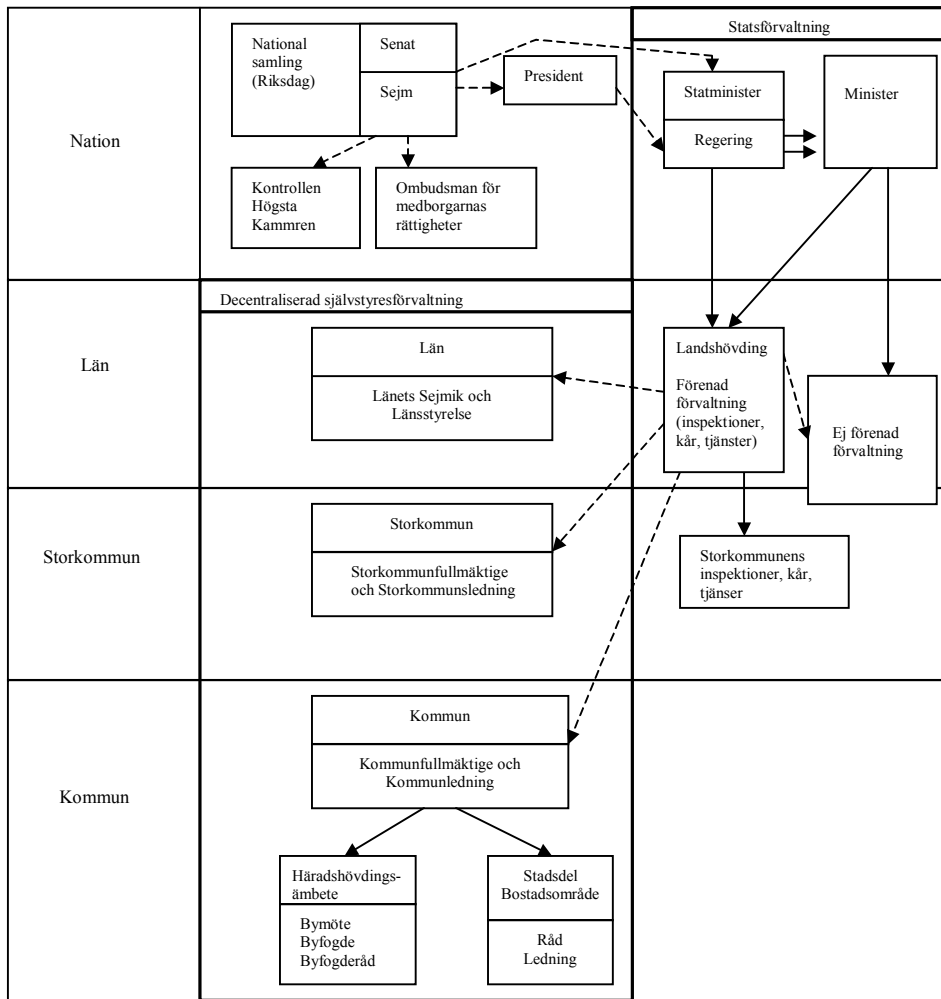 Statsförvaltning
National
samling
(Riksdag)
Senat
Sejm
President
Statminister
Regering
Minister
Nation
Kontrollen
Högsta
Kammren
Ombudsman för
medborgarnas
rättigheter
Decentraliserad självstyresförvaltning
Län
Län
Länets Sejmik och
Länsstyrelse
Landshövding
Förenad
förvaltning
(inspektioner,
kår, tjänster)
Ej förenad
förvaltning
Storkommun
Storkommun
Storkommunfullmäktige
och Storkommunsledning
Storkommunens
inspektioner, kår,
tjänser
Kommun
Kommun
Kommunfullmäktige och
Kommunledning
Häradshövdings-
ämbete
Bymöte
Byfogde
Byfogderåd
Stadsdel
Bostadsområde
Råd
Ledning